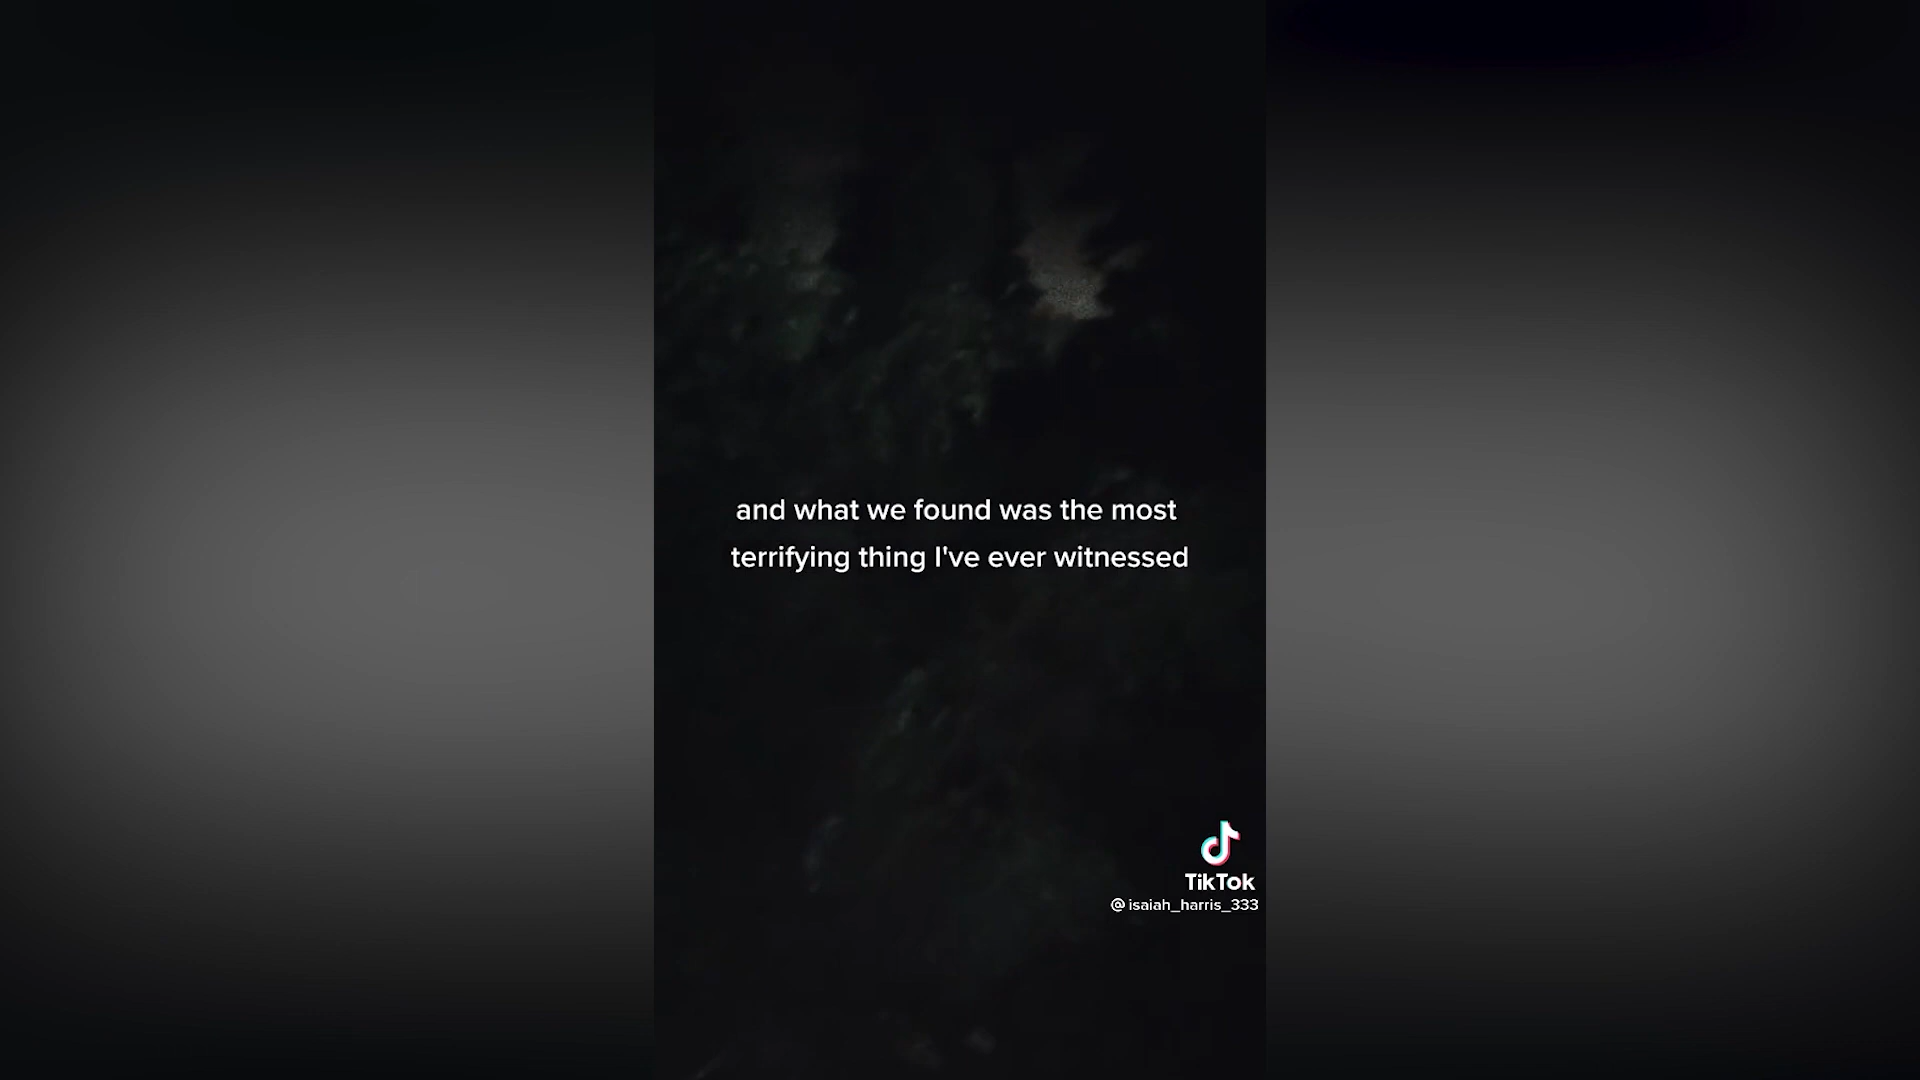 and what we found was the most
terrifying thing I've ever witnessed
TikTok
@isaiah_harris_333